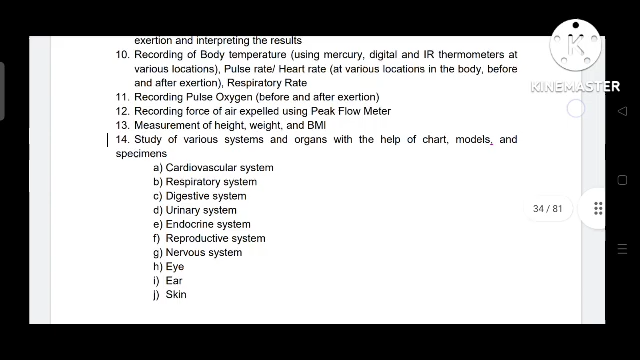 exertion and interpreting the results
10. Recording of Body temperature (using mercury, digital and IR thermometers at
various locations), Pulse rate/ Heart rate (at various locations in the body, before
and after exertion), Respiratory Rate
11. Recording Pulse Oxygen (before and after exertion)
12. Recording force of air expelled using Peak Flow Meter
13. Measurement of height, weight, and BMI
14. Study of various systems and organs with the help of chart, models, and
specimens
a) Cardiovascular system
b) Respiratory system
c) Digestive system
d) Urinary system
e) Endocrine system
f) Reproductive system
g) Nervous system
h) Eye
i) Ear
j) Skin
34 / 81
K
KINEMASTER